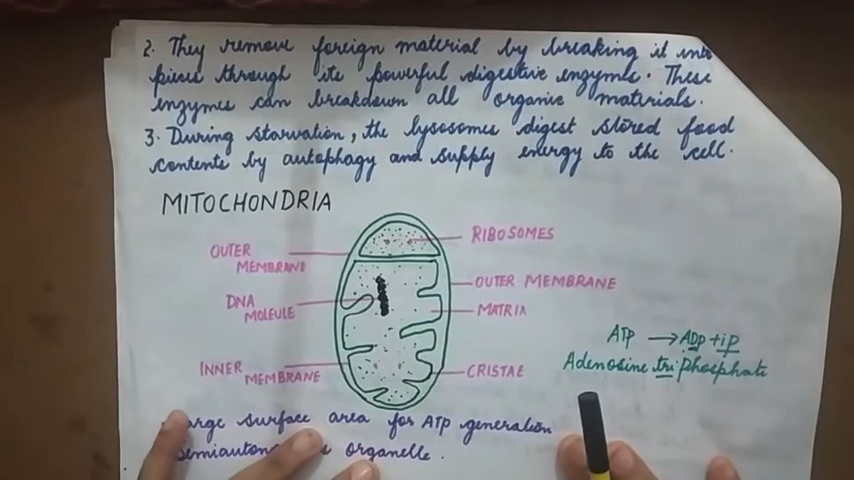 2. They remove foreign material by breaking it into
pieces through its powerful digestive enzymes. These
enzymes can breakdown all organic materials.
3. During starvation, the lysosomes digest stored food
contents by autophagy and supply energy to the cell.
MITOCHONDRIA
RIBOSOMES
OUTER
MEMBRANE
OUTER MEMBRANE
DNA
MOLEULE
MATRIX
ATP → ADP + iP
Adenosine tri phosphate
INNER
MEMBRANE
CRISTAE
arge surface area for ATP generation
organelle.